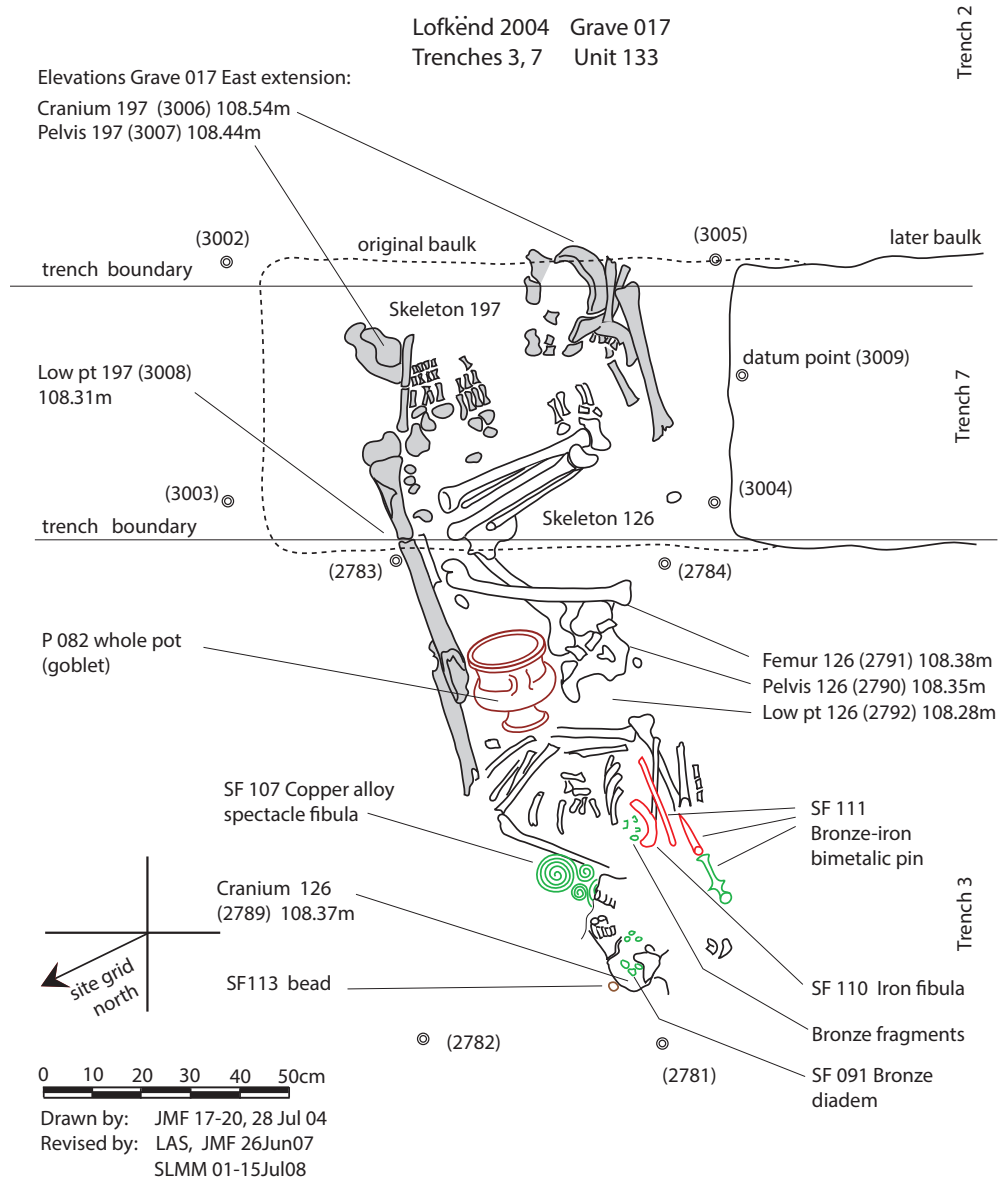 Lofkënd 2004 Grave 017
Trenches 3, 7 Unit 133
Trench 2
Elevations Grave 017 East extension:
Cranium 197 (3006) 108.54m
Pelvis 197 (3007) 108.44m
(3002)
original baulk
(3005)
later baulk
trench boundary
Skeleton 197
datum point (3009)
Low pt 197 (3008)
108.31m
Trench 7
(3003)
(3004)
trench boundary
Skeleton 126
(2783)
(2784)
P 082 whole pot
(goblet)
Femur 126 (2791) 108.38m
Pelvis 126 (2790) 108.35m
Low pt 126 (2792) 108.28m
SF 107 Copper alloy
spectacle fibula
SF 111
Bronze-iron
bimetalic pin
Cranium 126
(2789) 108.37m
Trench 3
site grid
north
SF113 bead
SF 110 Iron fibula
Bronze fragments
(2782)
(2781)
SF 091 Bronze
diadem
0 10 20 30 40 50cm
Drawn by: JMF 17-20, 28 Jul 04
Revised by: LAS, JMF 26Jun07
SLMM 01-15Jul08